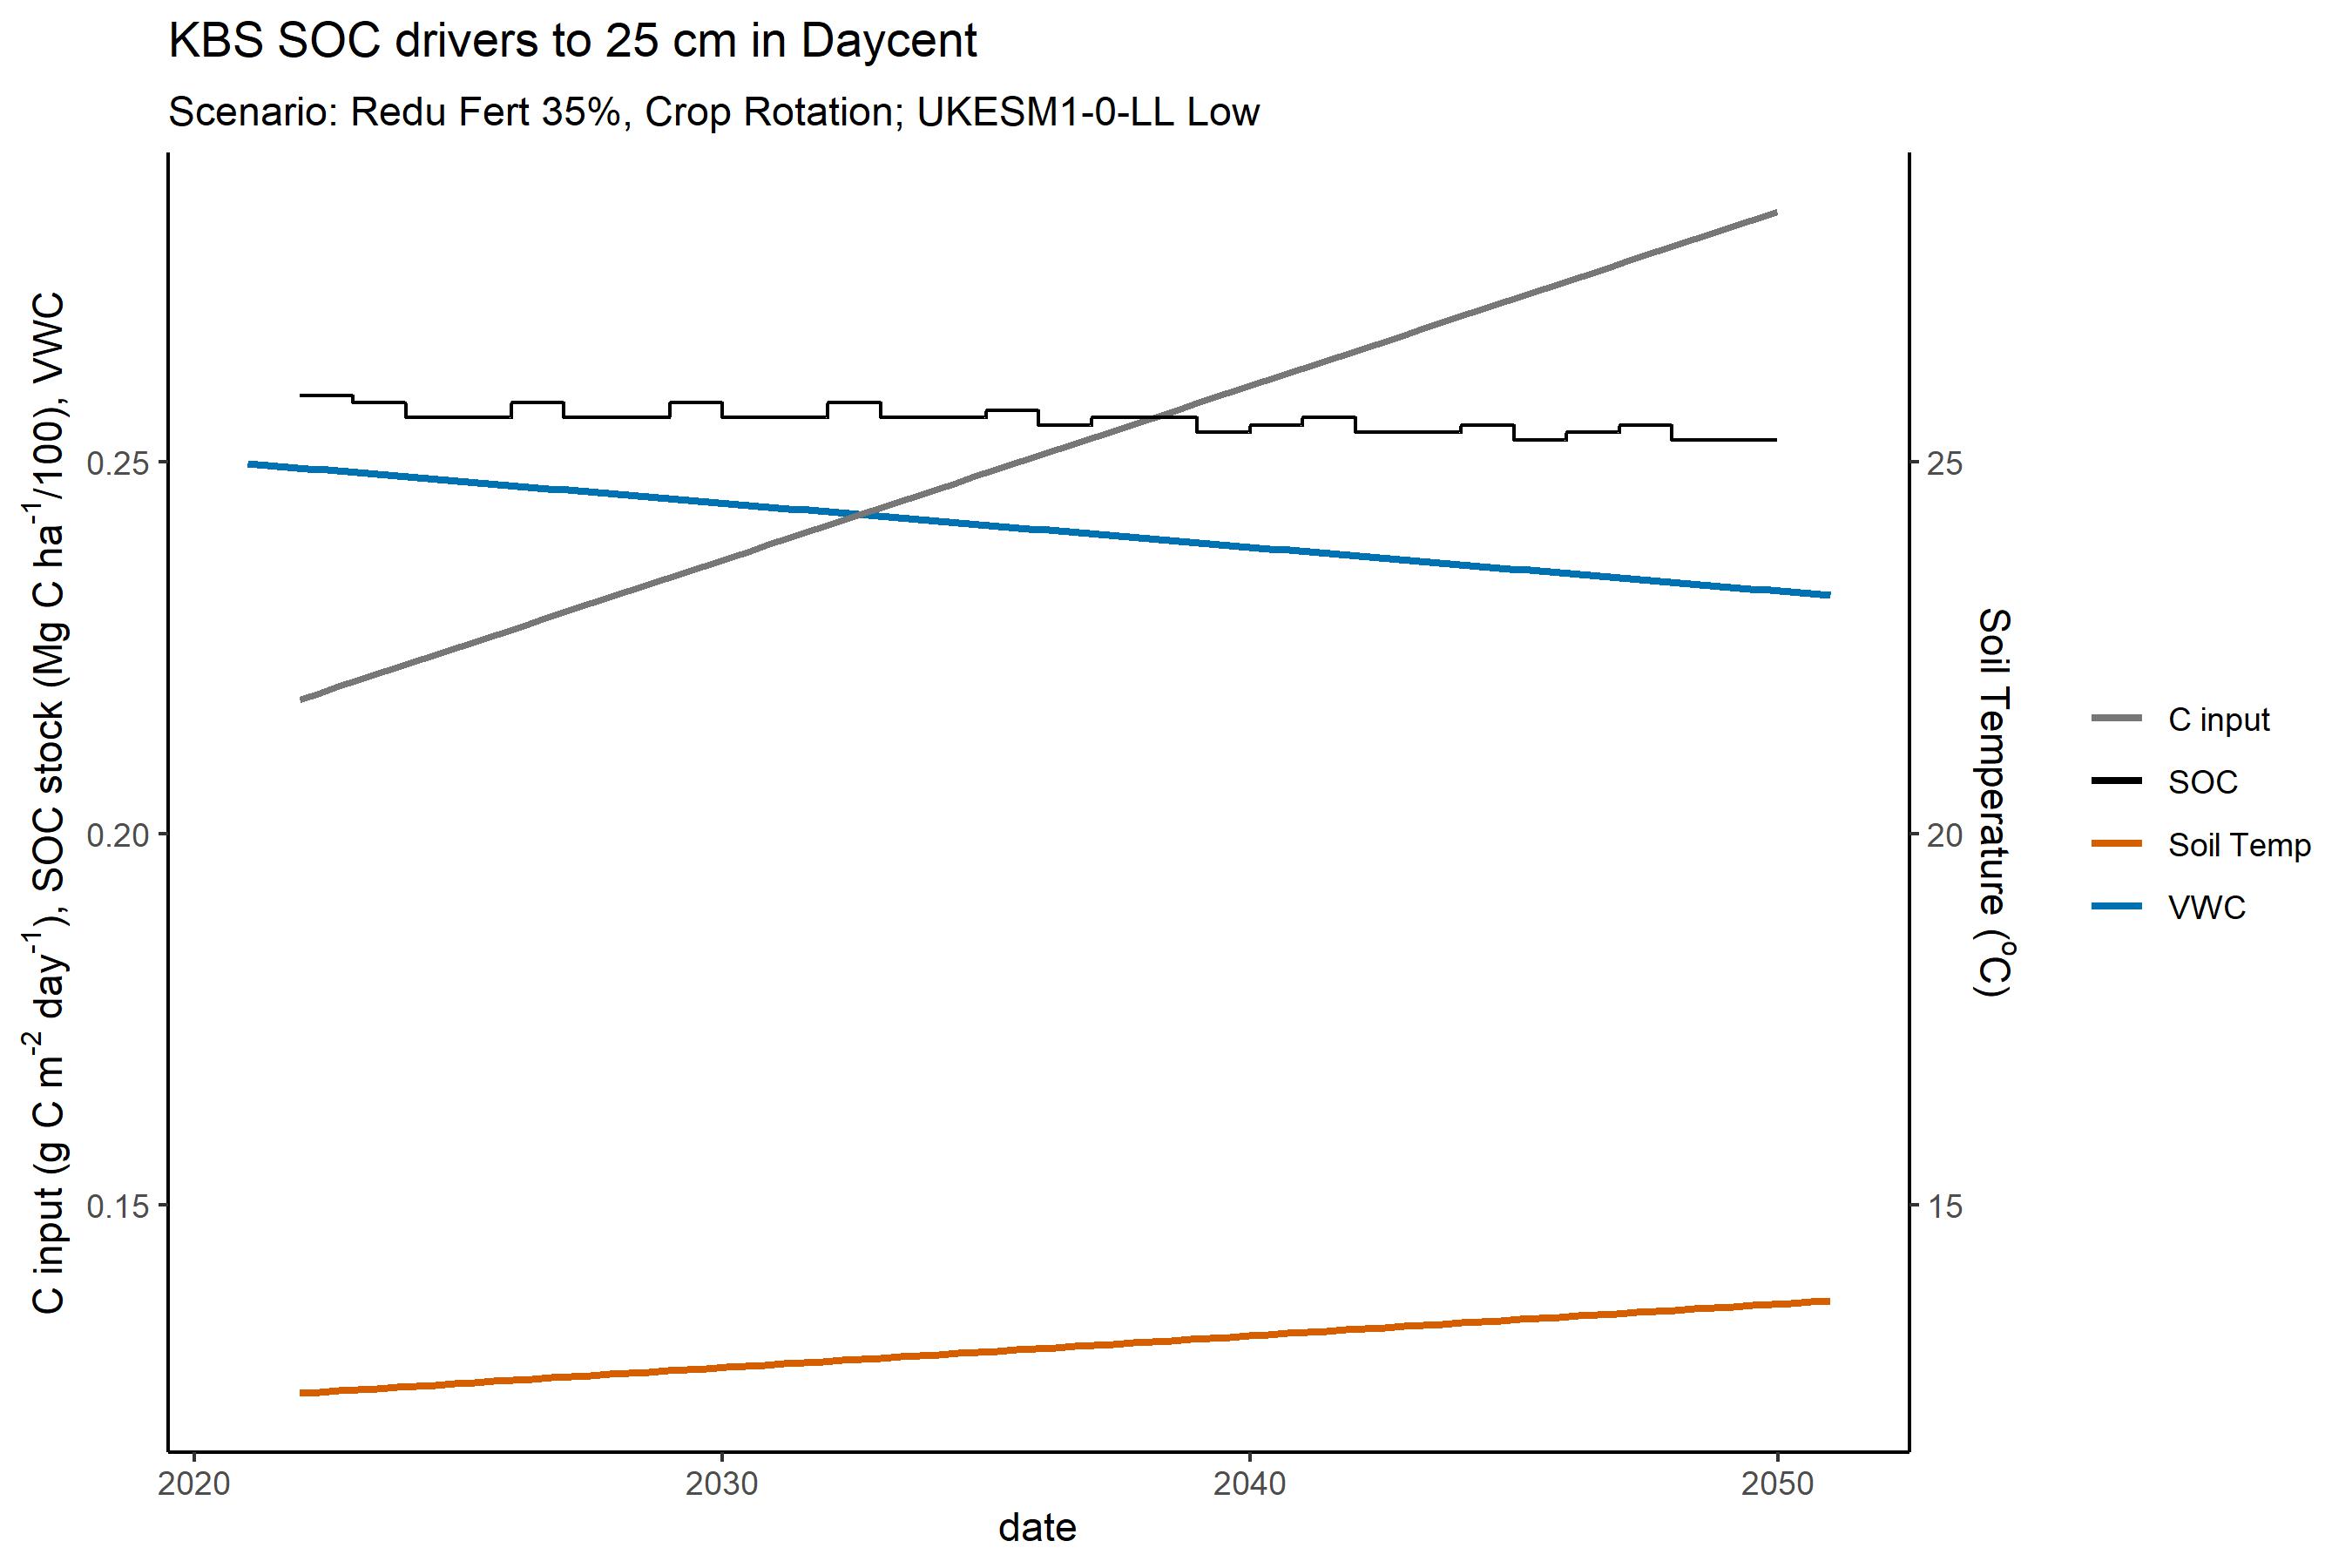 KBS SOC drivers to 25 cm in Daycent
Scenario: Redu Fert 35%, Crop Rotation; UKESM1-0-LL Low
C input (g C m⁻² day⁻¹), SOC stock (Mg C ha⁻¹/100), VWC
0.25
0.20
0.15
25
20
15
Soil Temperature (°C)
C input
SOC
Soil Temp
VWC
2020
2030
2040
2050
date